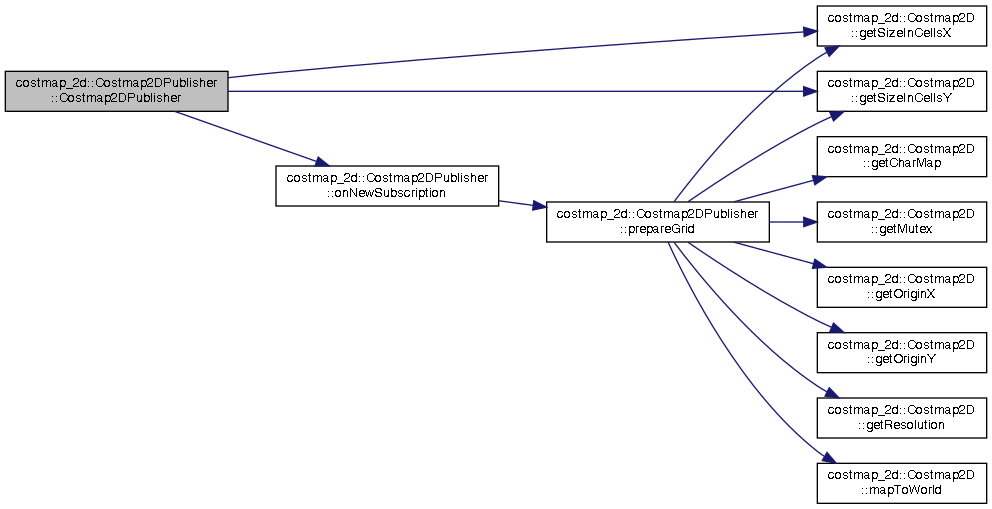 costmap_2d::Costmap2D
::getSizeInCellsX
costmap_2d::Costmap2DPublisher
::Costmap2DPublisher
costmap_2d::Costmap2D
::getSizeInCellsY
costmap_2d::Costmap2D
::getCharMap
costmap_2d::Costmap2DPublisher
::onNewSubscription
costmap_2d::Costmap2DPublisher
::prepareGrid
costmap_2d::Costmap2D
::getMutex
costmap_2d::Costmap2D
::getOriginX
costmap_2d::Costmap2D
::getOriginY
costmap_2d::Costmap2D
::getResolution
costmap_2d::Costmap2D
::mapToWorld